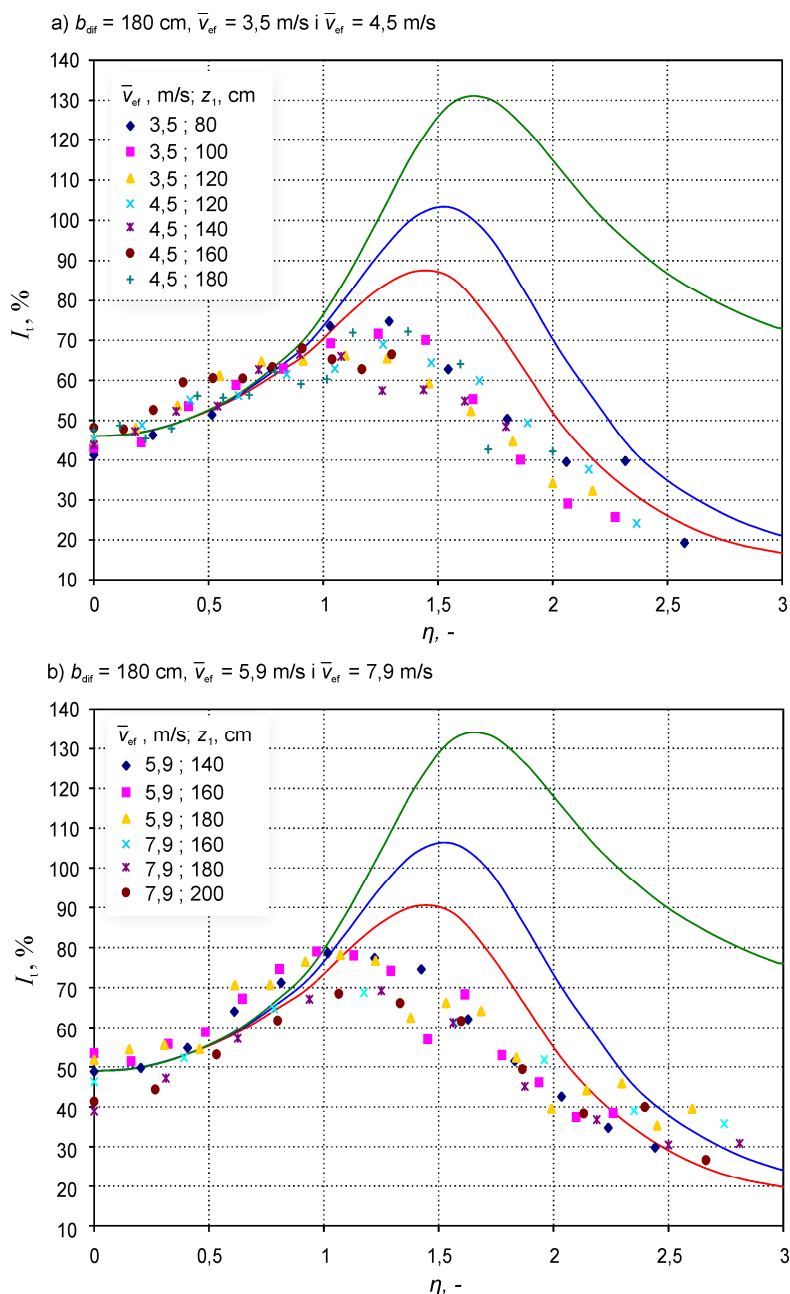 a) b_dif = 180 cm, v̅_ef = 3,5 m/s i v̅_ef = 4,5 m/s
140
130
120
110
100
90
80
70
60
50
40
30
20
10
I_t, %
v̅_ef , m/s; z_1, cm
3,5 ; 80
3,5 ; 100
3,5 ; 120
4,5 ; 120
4,5 ; 140
4,5 ; 160
4,5 ; 180
0 0,5 1 1,5 2 2,5 3
η, -
b) b_dif = 180 cm, v̅_ef = 5,9 m/s i v̅_ef = 7,9 m/s
140
130
120
110
100
90
80
70
60
50
40
30
20
10
I_t, %
v̅_ef , m/s; z_1, cm
5,9 ; 140
5,9 ; 160
5,9 ; 180
7,9 ; 160
7,9 ; 180
7,9 ; 200
0 0,5 1 1,5 2 2,5 3
η, -